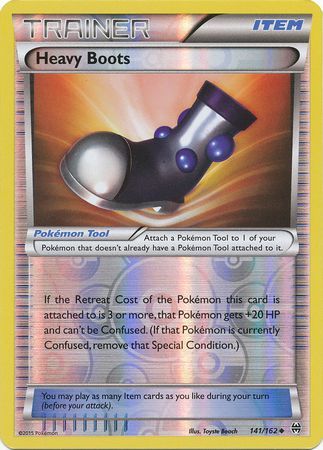 TRAINER
ITEM
Heavy Boots
Pokémon Tool
Attach a Pokémon Tool to 1 of your
Pokémon that doesn't already have a Pokémon Tool attached to it.
If the Retreat Cost of the Pokémon this card is
attached to is 3 or more, that Pokémon gets +20 HP
and can't be Confused. (If that Pokémon is currently
Confused, remove that Special Condition.)
You may play as many Item cards as you like during your turn
(before your attack).
©2015 Pokémon
Illus. Toyste Beach
141/162